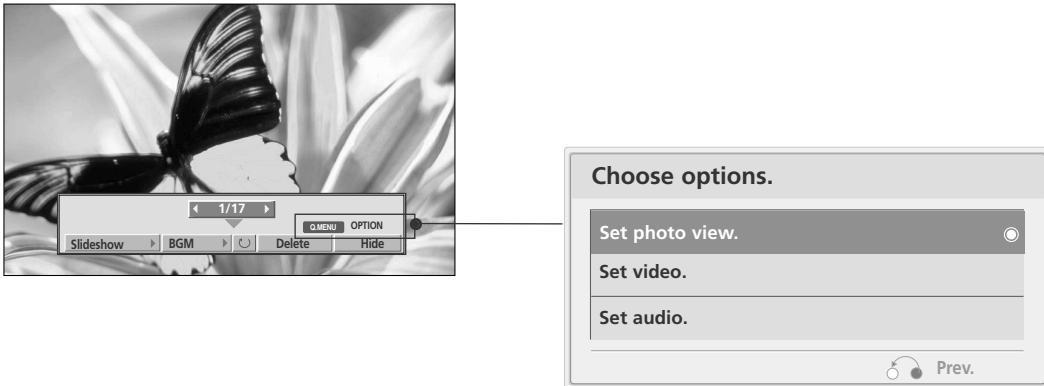 1/17
Q.MENU OPTION
Slideshow BGM Delete Hide
Choose options.
Set photo view.
Set video.
Set audio.
Prev.